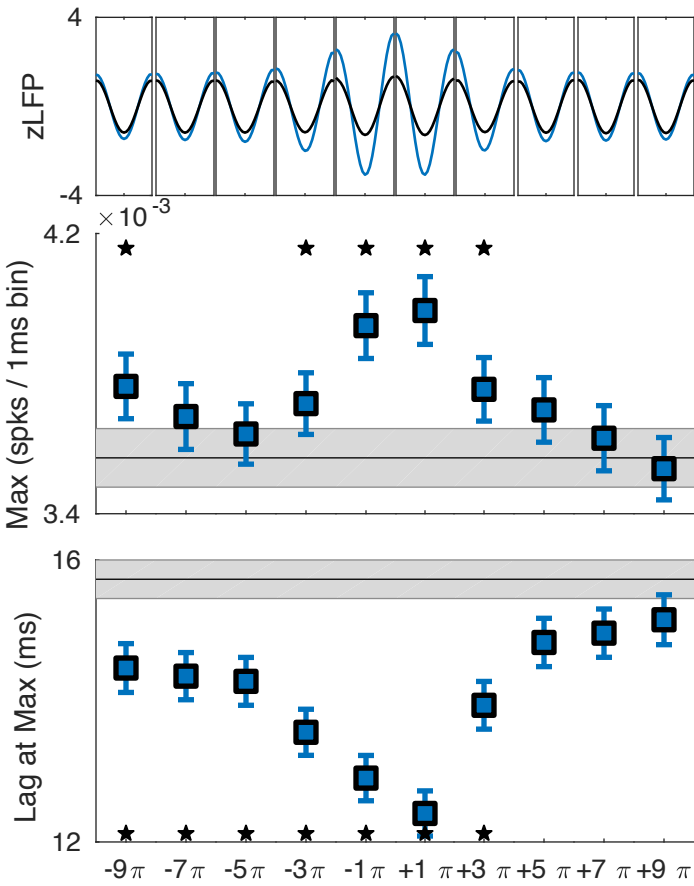 4
zLFP
-4
× 10^-3
4.2
Max (spks / 1ms bin)
3.4
16
Lag at Max (ms)
12
-9π -7π -5π -3π -1π +1 π +3 π +5 π +7 π +9 π